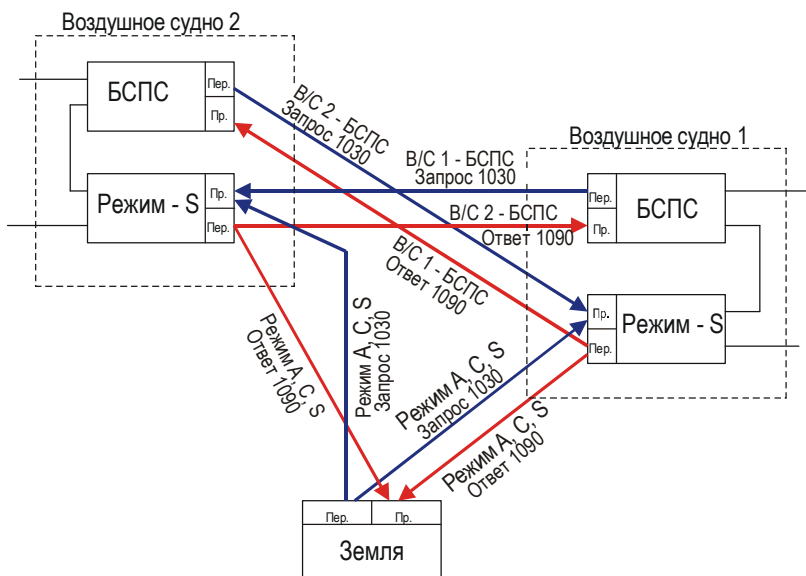 Воздушное судно 2
БСПС
Пер.
Пр.
Режим - S
Пр.
Пер.
В/С 2 - БСПС
Запрос 1030
В/С 1 - БСПС
Запрос 1030
В/С 2 - БСПС
Ответ 1090
В/С 1 - БСПС
Ответ 1090
Воздушное судно 1
Пер.
Пр.
БСПС
Пр.
Пер.
Режим - S
Режим A, C, S
Ответ 1090
Режим A, C, S
Запрос 1030
Режим A, C, S
Запрос 1030
Режим A, C, S
Ответ 1090
Пер.
Пр.
Земля